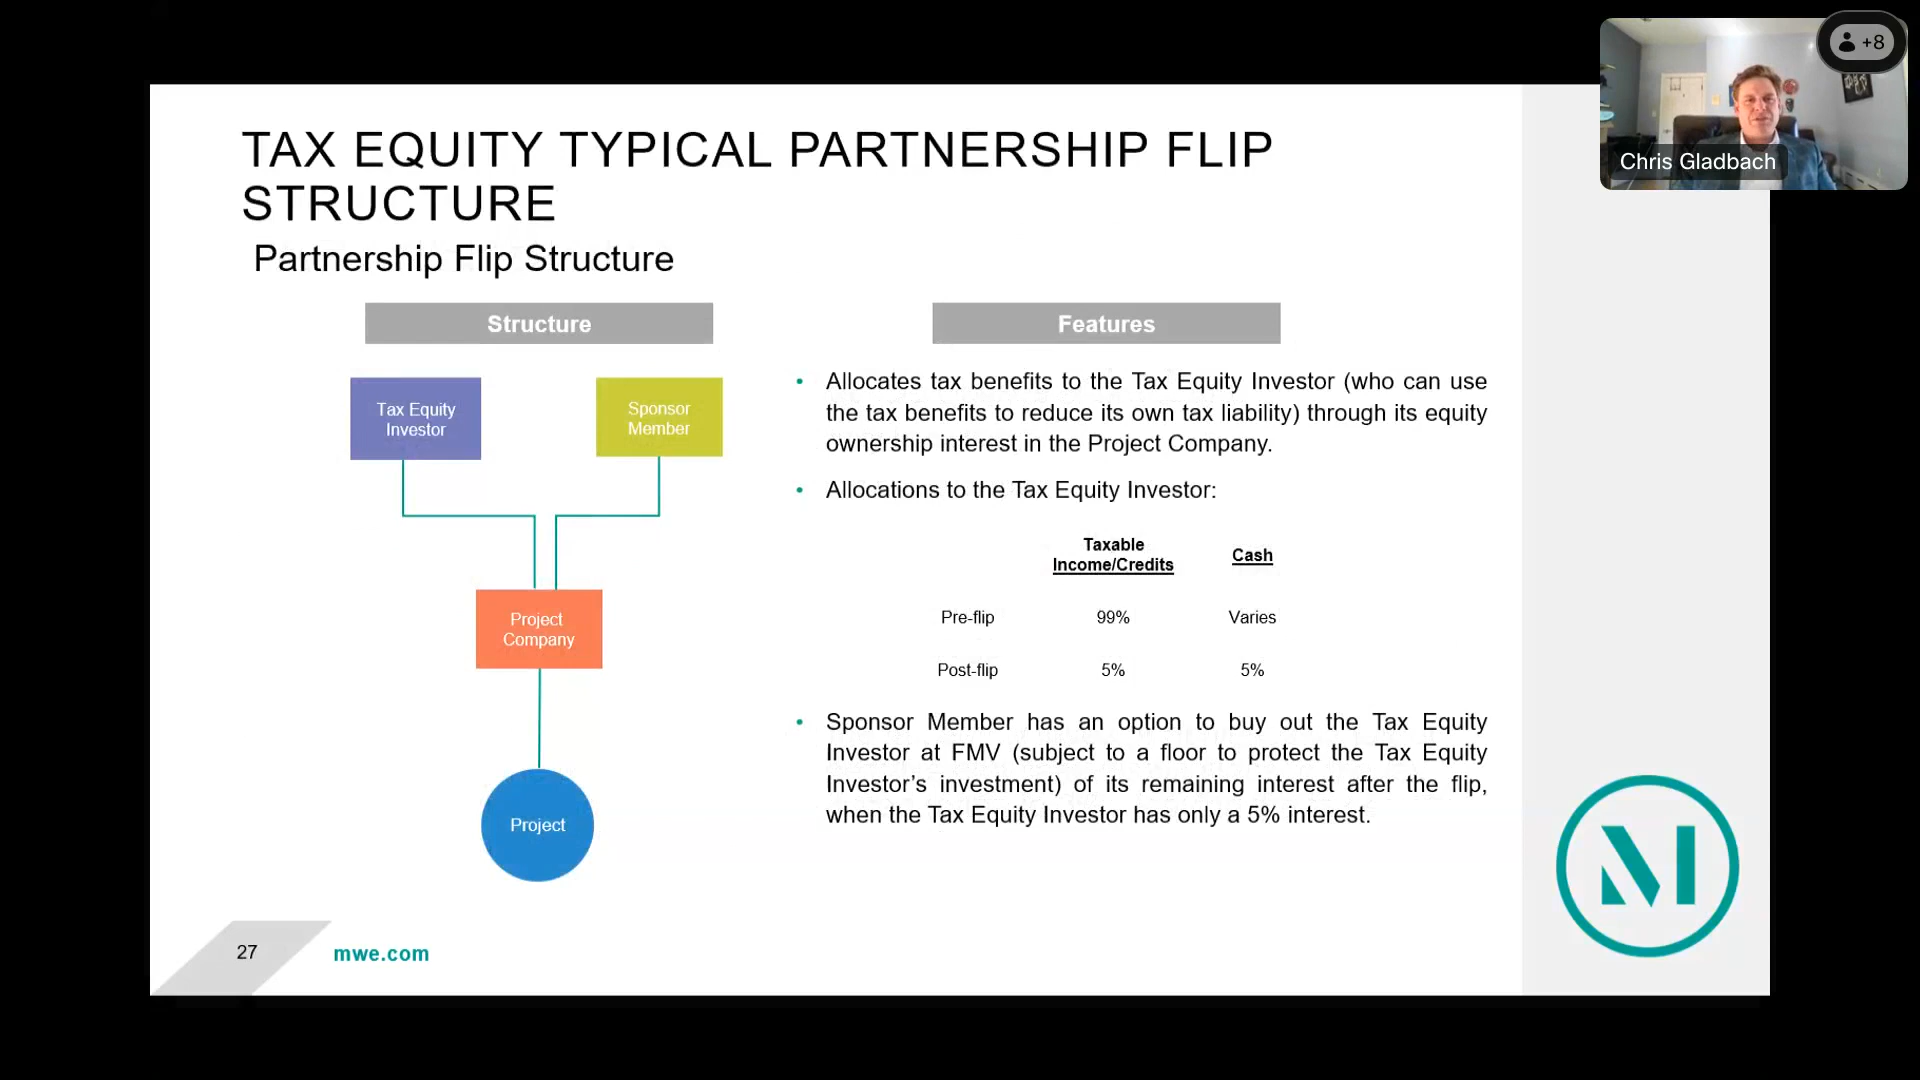 +8
Chris Gladbach
TAX EQUITY TYPICAL PARTNERSHIP FLIP
STRUCTURE
Partnership Flip Structure
Structure
Tax Equity
Investor
Sponsor
Member
Project
Company
Project
Features
• Allocates tax benefits to the Tax Equity Investor (who can use
the tax benefits to reduce its own tax liability) through its equity
ownership interest in the Project Company.
• Allocations to the Tax Equity Investor:
Taxable
Income/Credits
Cash
Pre-flip 99% Varies
Post-flip 5% 5%
• Sponsor Member has an option to buy out the Tax Equity
Investor at FMV (subject to a floor to protect the Tax Equity
Investor’s investment) of its remaining interest after the flip,
when the Tax Equity Investor has only a 5% interest.
M
27
mwe.com